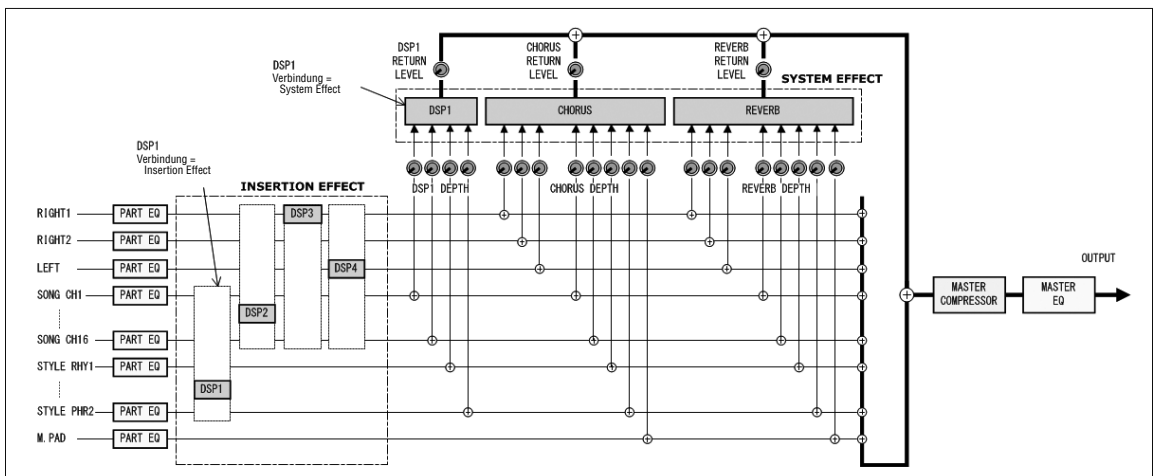 DSP1
RETURN
LEVEL
CHORUS
RETURN
LEVEL
REVERB
RETURN
LEVEL
DSP1
Verbindung =
System Effect
SYSTEM EFFECT
DSP1
CHORUS
REVERB
DSP1
Verbindung =
Insertion Effect
DSP1 DEPTH
CHORUS DEPTH
REVERB DEPTH
INSERTION EFFECT
RIGHT1
PART EQ
DSP3
RIGHT2
PART EQ
LEFT
PART EQ
DSP4
OUTPUT
SONG CH1
PART EQ
DSP2
MASTER
COMPRESSOR
MASTER
EQ
SONG CH16
PART EQ
STYLE RHY1
PART EQ
DSP1
STYLE PHR2
PART EQ
M.PAD
PART EQ